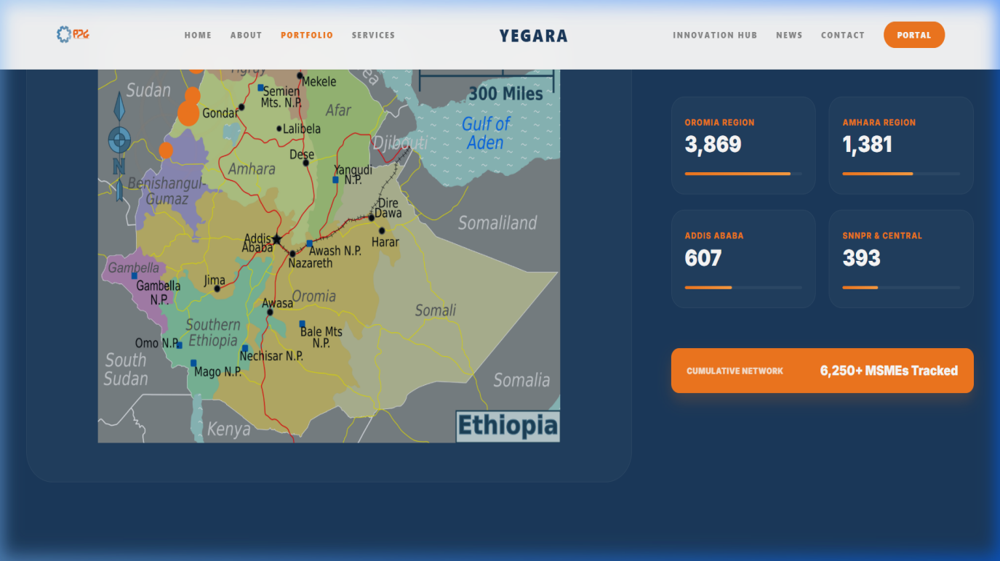 HOME
ABOUT
PORTFOLIO
SERVICES
YEGARA
INNOVATION HUB
NEWS
CONTACT
PORTAL
Mekele
Sudan
Semien
Mts. N.P.
300 Miles
Gondar
Afar
Lalibela
Gulf of
Aden
Djibouti
N
Dese
Amhara
Yangudi
N.P.
Benishangul-
Gumaz
Dire
Dawa
Somaliland
Addis
Ababa
Harar
Awash N.P.
Nazareth
Gambella
Jima
Gambella
N.P.
Oromia
Awasa
Somali
Southern
Ethiopia
Bale Mts
N.P.
Omo N.P.
Nechisar N.P.
South
Sudan
Mago N.P.
Somalia
Kenya
Ethiopia
OROMIA REGION
3,869
AMHARA REGION
1,381
ADDIS ABABA
607
SNNPR & CENTRAL
393
CUMULATIVE NETWORK
6,250+ MSMEs Tracked